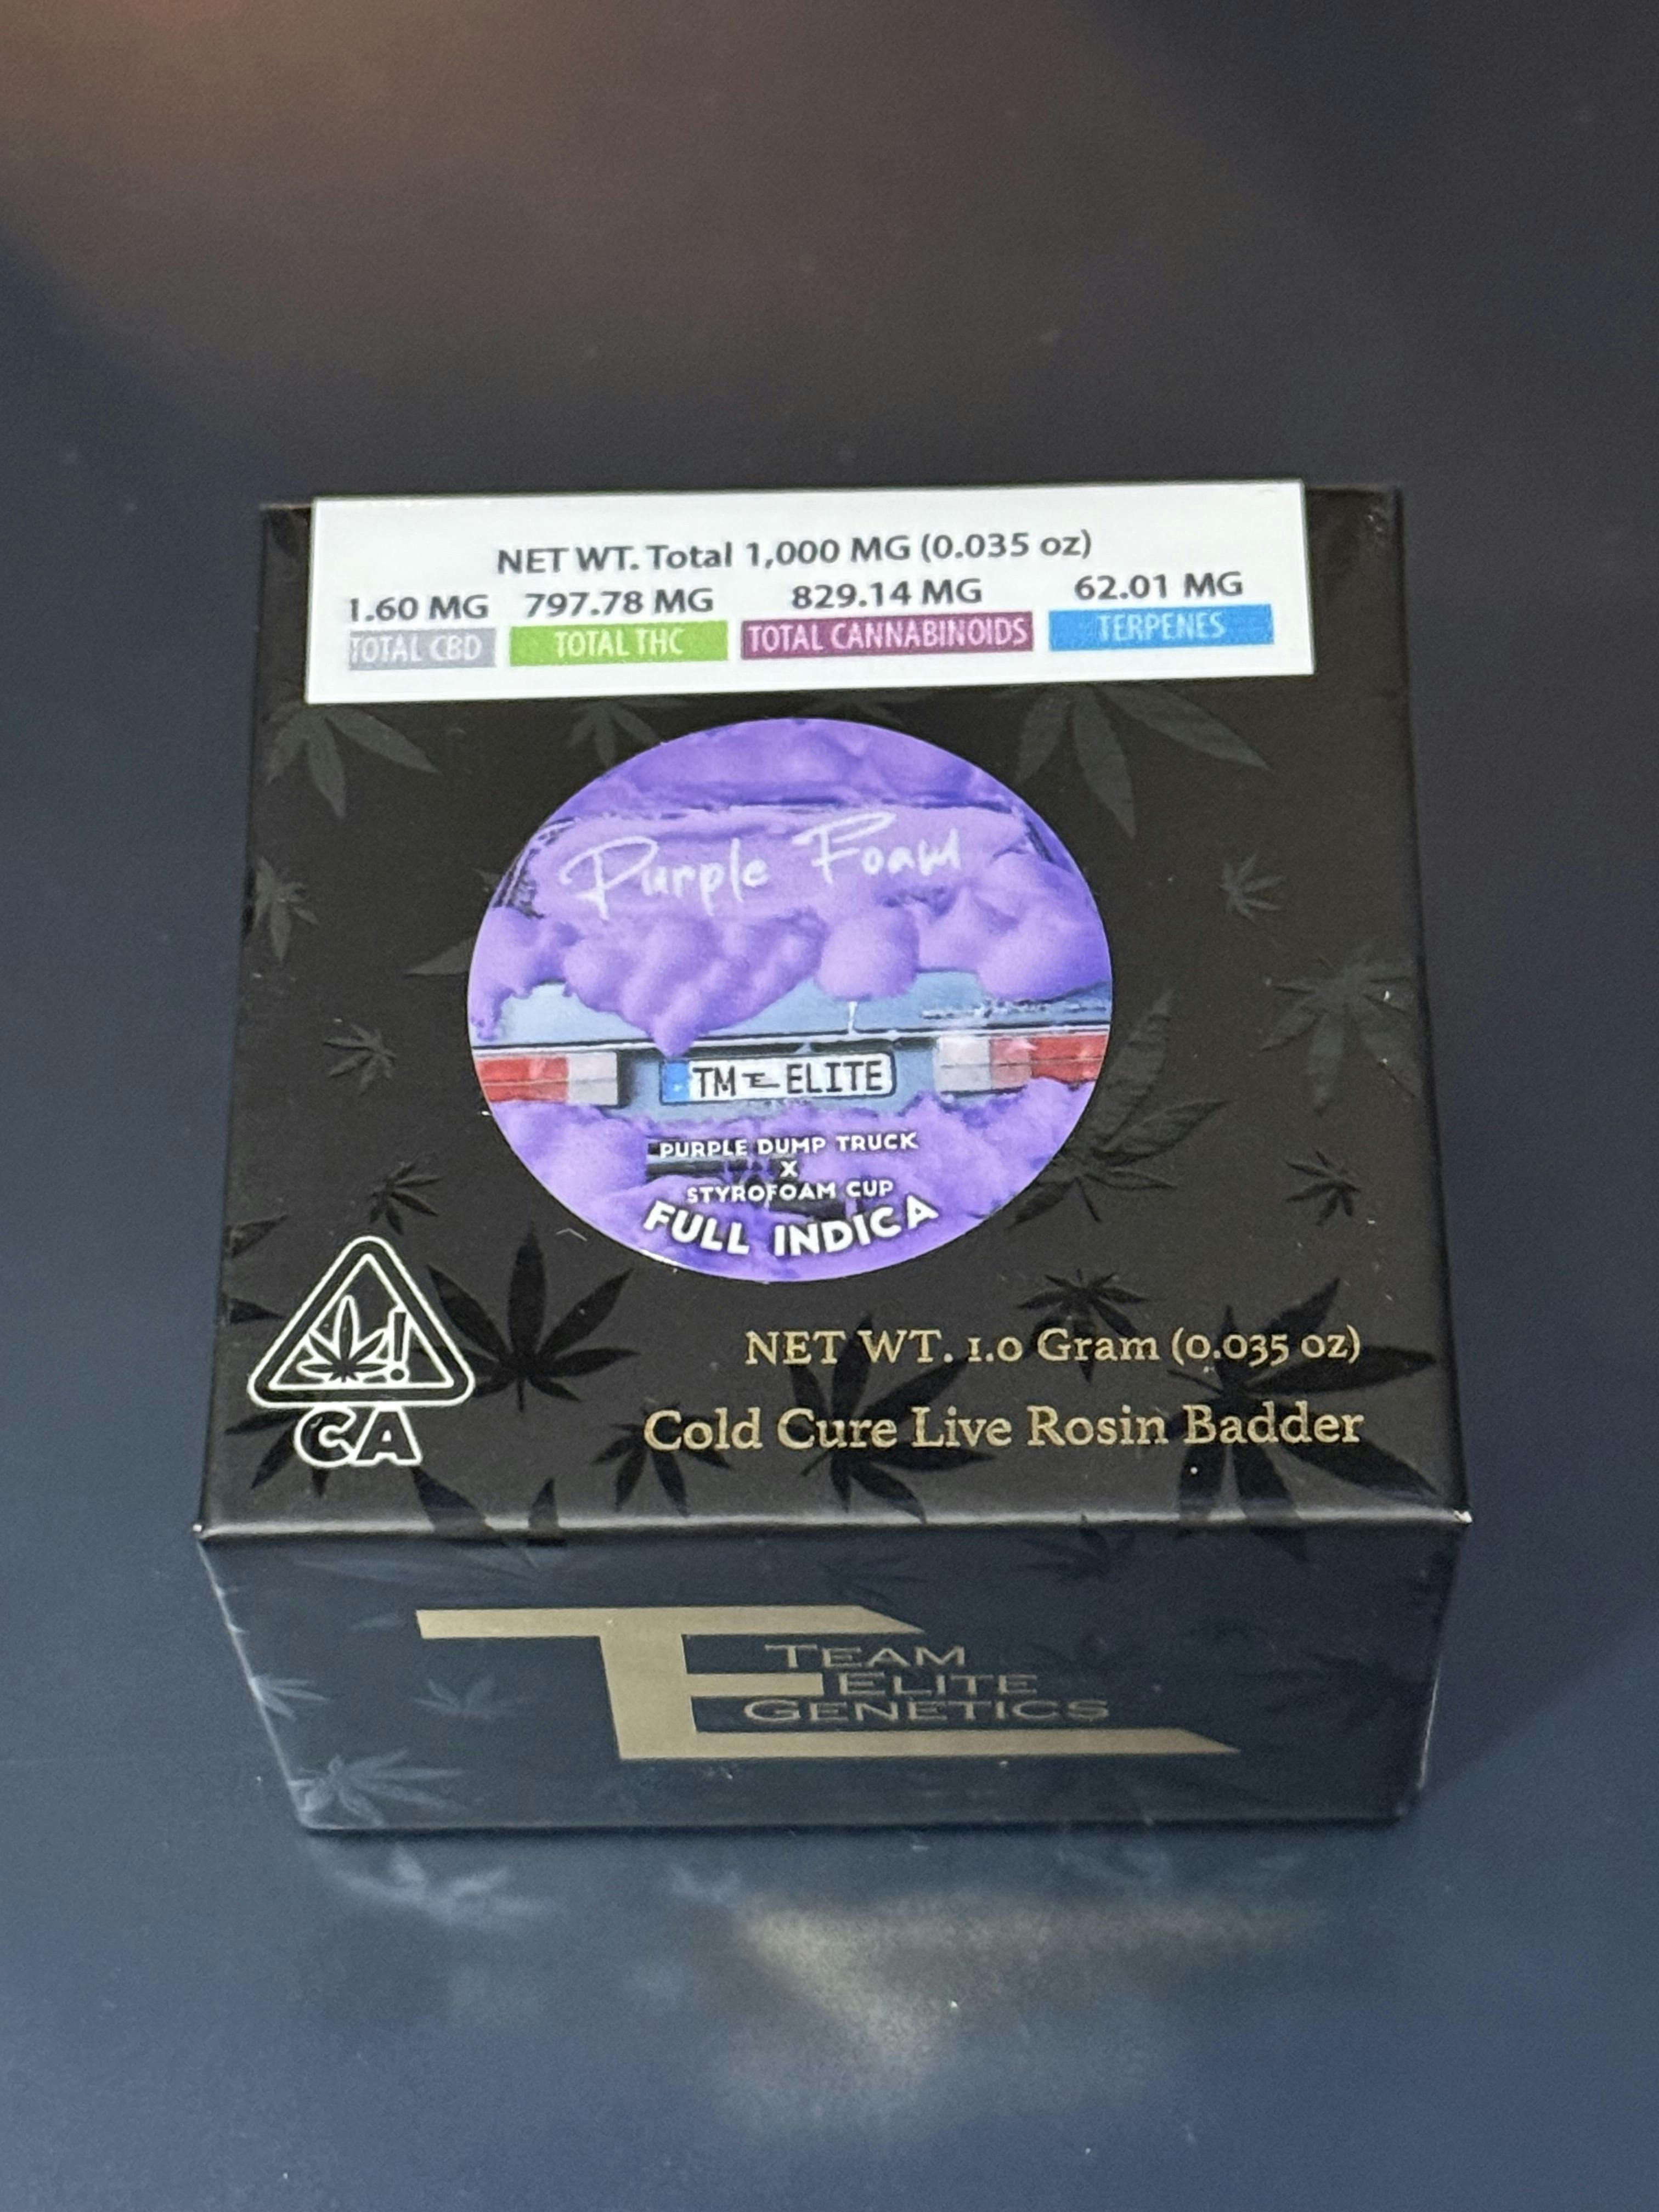 NET WT. Total 1,000 MG (0.035 oz)
1.60 MG 797.78 MG 829.14 MG 62.01 MG
TOTAL CBD TOTAL THC TOTAL CANNABINOIDS TERPENES
Purple Foam
TM E ELITE
PURPLE DUMP TRUCK
X
STYROFOAM CUP
FULL INDICA
NET WT. 1.0 Gram (0.035 oz)
Cold Cure Live Rosin Badder
!
CA
TE
TEAM
ELITE
GENETICS